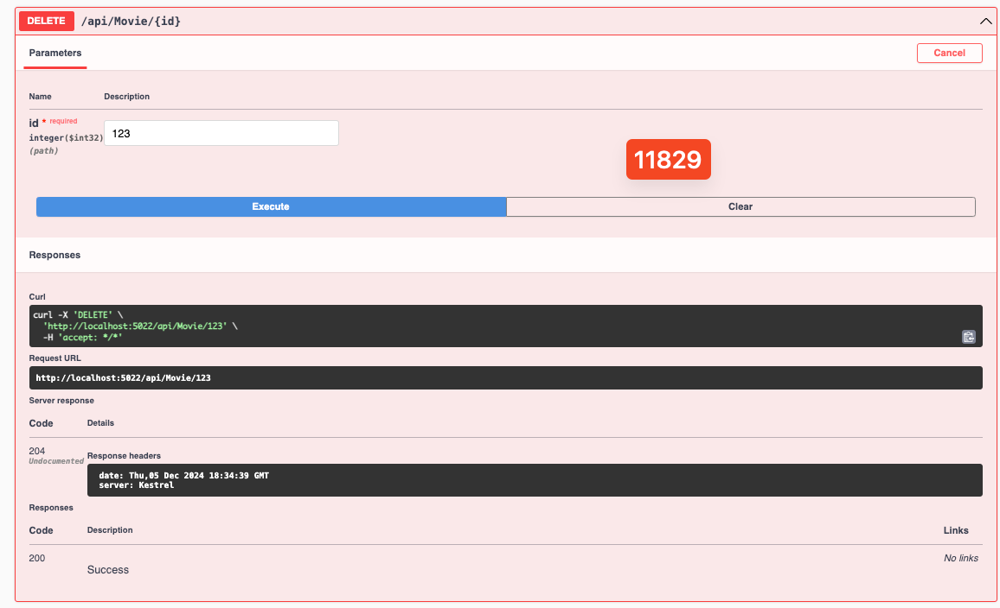 DELETE /api/Movie/{id}
Parameters
Cancel
Name Description
id * required
integer($int32)
(path)
123
11829
Execute
Clear
Responses
Curl
curl -X 'DELETE' \
'http://localhost:5022/api/Movie/123' \
-H 'accept: */*'
Request URL
http://localhost:5022/api/Movie/123
Server response
Code Details
204
Undocumented
Response headers
date: Thu,05 Dec 2024 18:34:39 GMT
server: Kestrel
Responses
Code Description Links
200
Success
No links